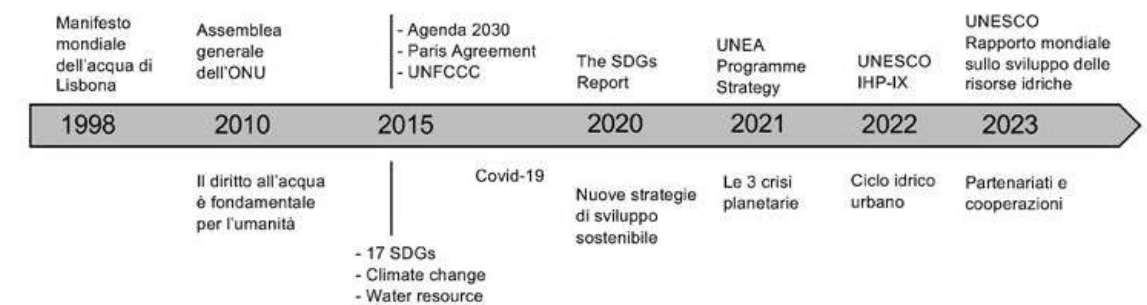 Manifesto
mondiale
dell'acqua di
Lisbona
Assemblea
generale
dell'ONU
- Agenda 2030
- Paris Agreement
- UNFCCC
The SDGs
Report
UNEA
Programme
Strategy
UNESCO
IHP-IX
UNESCO
Rapporto mondiale
sullo sviluppo delle
risorse idriche
1998
2010
2015
2020
2021
2022
2023
Il diritto all'acqua
è fondamentale
per l'umanità
- 17 SDGs
- Climate change
- Water resource
Covid-19
Nuove strategie
di sviluppo
sostenibile
Le 3 crisi
planetarie
Ciclo idrico
urbano
Partenariati e
cooperazioni